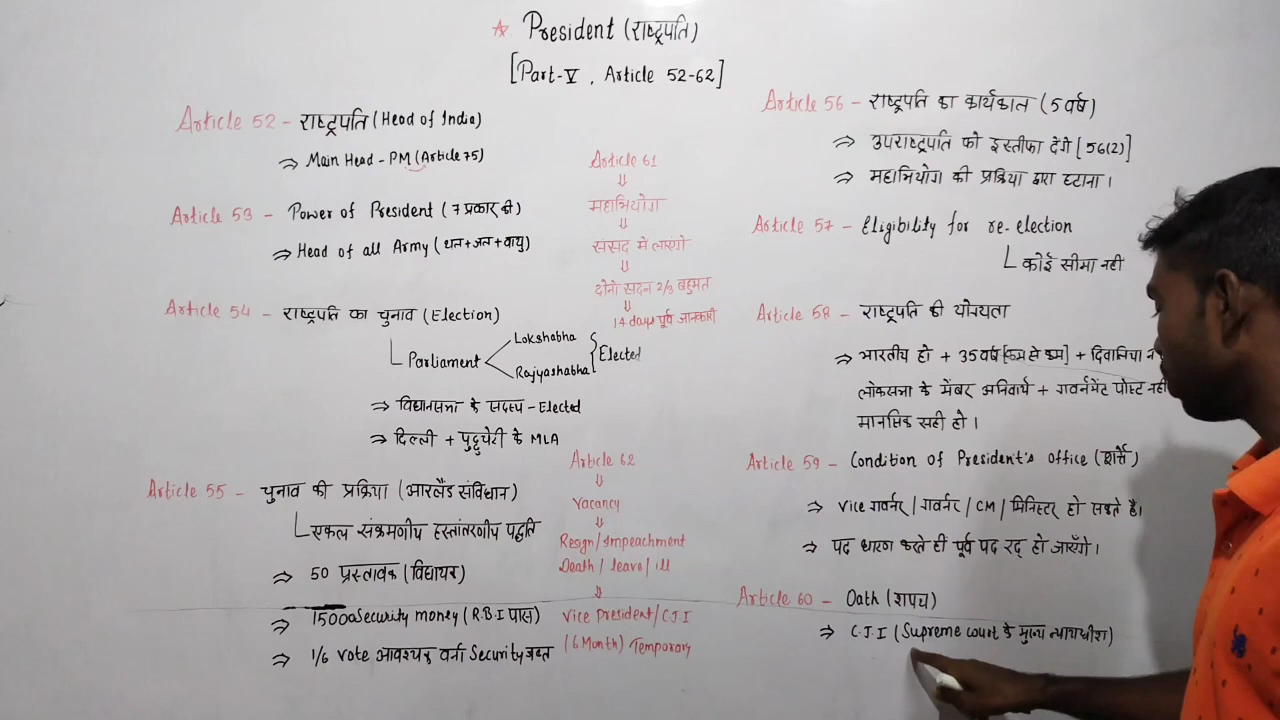 * President (राष्ट्रपति)
[Part-V, Article 52-62]
Article 52 - राष्ट्रपति (Head of India)
⇒ Main Head - PM (Article 75)
Article 53 - Power of President (7 प्रकार की)
⇒ Head of all Army (थल+जल+वायु)
Article 54 - राष्ट्रपति का चुनाव (Election)
Parliament
Lokshabha
Rajyashabha
Elected
⇒ विधानसभा के सदस्य - Elected
⇒ दिल्ली + पुदुचेरी के MLA
Article 55 - चुनाव की प्रक्रिया (आरलैंड संविधान)
एकल संक्रमणीय हस्तांतरणीय पद्धति
⇒ 50 प्रस्तावक (विधायक)
⇒ 15000 Security money (R.B.I पास)
⇒ 1/6 vote आवश्यक वर्ना Security जब्त
Article 61
⇓
महाभियोग
⇓
संसद मे लाएंगे
⇓
दोनो सदन 2/3 बहुमत
⇓
14 days पूर्व जानकारी
Article 62
⇓
Vacancy
⇓
Resign/Impeachment
Death / leave / ill
⇓
Vice president/C.J.I
(6 Month) Temporary
Article 56 - राष्ट्रपति का कार्यकाल (5 वर्ष)
⇒ उपराष्ट्रपति को इस्तीफा देंगे [56(2)]
⇒ महाभियोग की प्रक्रिया द्वारा हटाना।
Article 57 - Eligibility for re-election
कोई सीमा नही
Article 58 - राष्ट्रपति की योग्यता
⇒ भारतीय हो + 35 वर्ष [कम से कम] + दिवालिया
लोकसभा के मेंबर अनिवार्य + गवर्नमेंट पोस्ट नही
मानसिक सही हो।
Article 59 - Condition of President's office (शर्त्ते)
⇒ Vice गवर्नर / गवर्नर / CM / मिनिस्टर हो सकते है।
⇒ पद धारण करते ही पूर्व पद रद्द हो जाएँगे।
Article 60 - Oath (शपथ)
⇒ C.J.I (Supreme court के मुख्य न्यायधीश)